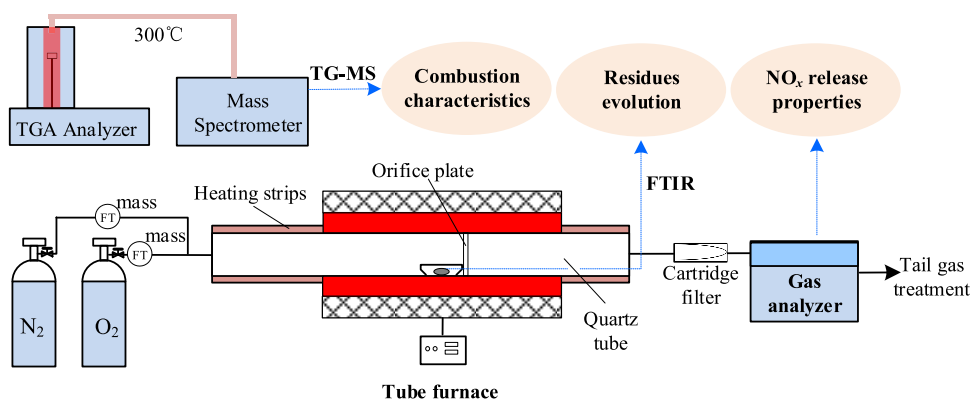 300℃
TGA Analyzer
Mass
Spectrometer
TG-MS
Combustion
characteristics
Residues
evolution
NOx release
properties
FTIR
Orifice plate
Heating strips
mass
FT
mass
FT
N2
O2
Quartz
tube
Cartridge
filter
Gas
analyzer
Tail gas
treatment
Tube furnace